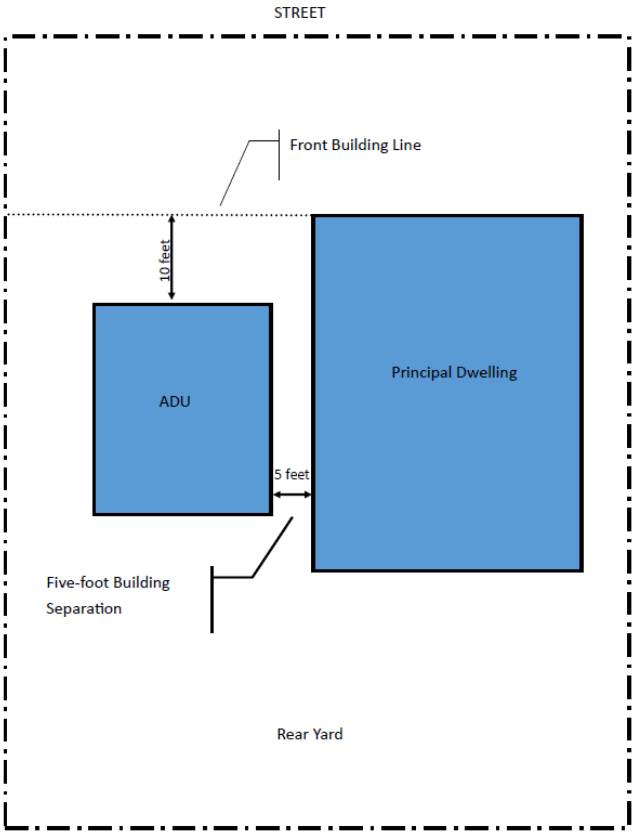 STREET
Front Building Line
10 feet
Principal Dwelling
ADU
5 feet
Five-foot Building
Separation
Rear Yard